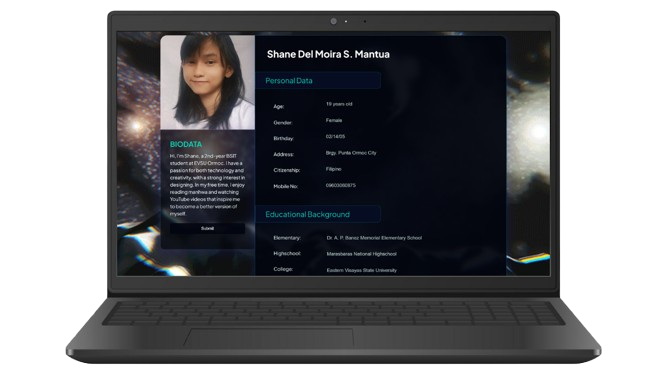 Shane Del Moira S. Mantua
Personal Data
Age: 19 years old
Gender: Female
Birthday: 02/14/05
Address: Brgy. Punta Ormoc City
Citizenship: Filipino
Mobile No:
BIODATA
Hi, I'm Shane, a 2nd-year BSIT
student at EVSU Ormoc. I have a
passion for both technology and
creativity, with a strong interest in
designing. In my free time, I enjoy
reading manhwa and watching
YouTube videos that inspire me
to become a better version of
myself.
Submit
Educational Background
Elementary: Dr. A. P. Banez Memorial Elementary School
Highschool: National Highschool
College: Eastern Visayas State University